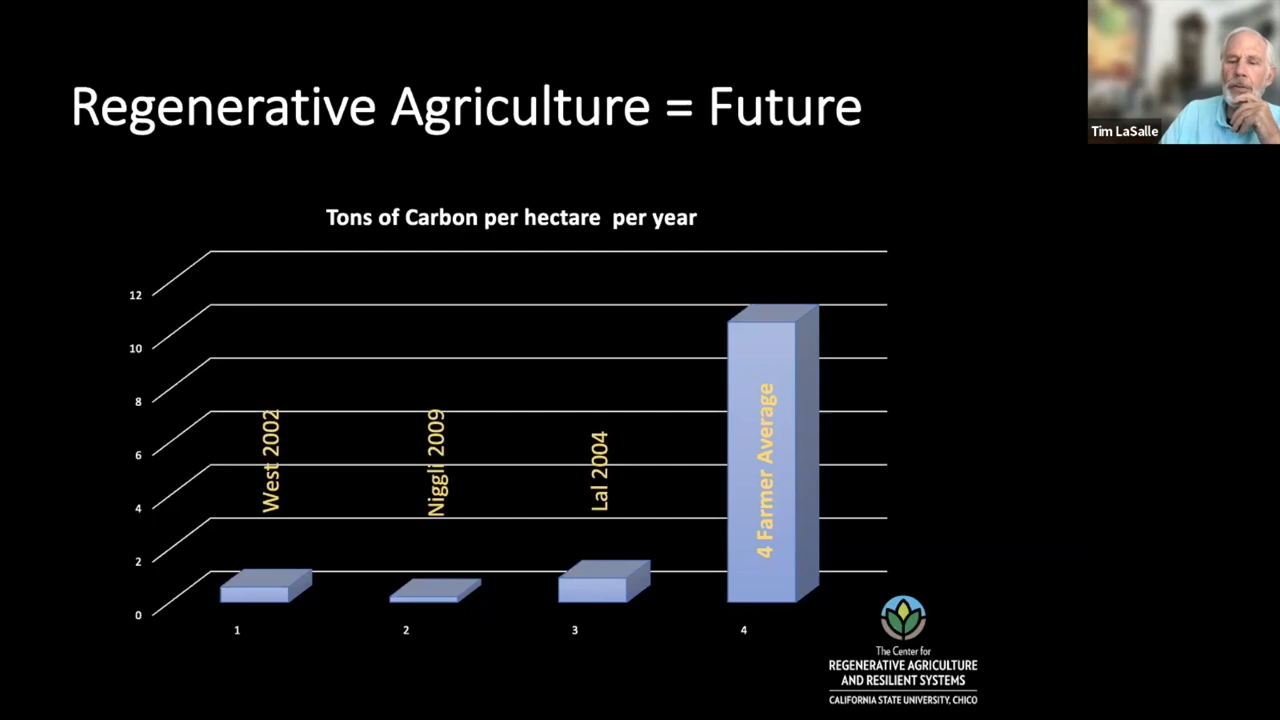 Regenerative Agriculture = Future
Tim LaSalle
Tons of Carbon per hectare per year
12
10
8
6
4
2
0
West 2002
Niggli 2009
Lal 2004
4 Farmer Average
1
2
3
4
The Center for
REGENERATIVE AGRICULTURE
AND RESILIENT SYSTEMS
CALIFORNIA STATE UNIVERSITY, CHICO